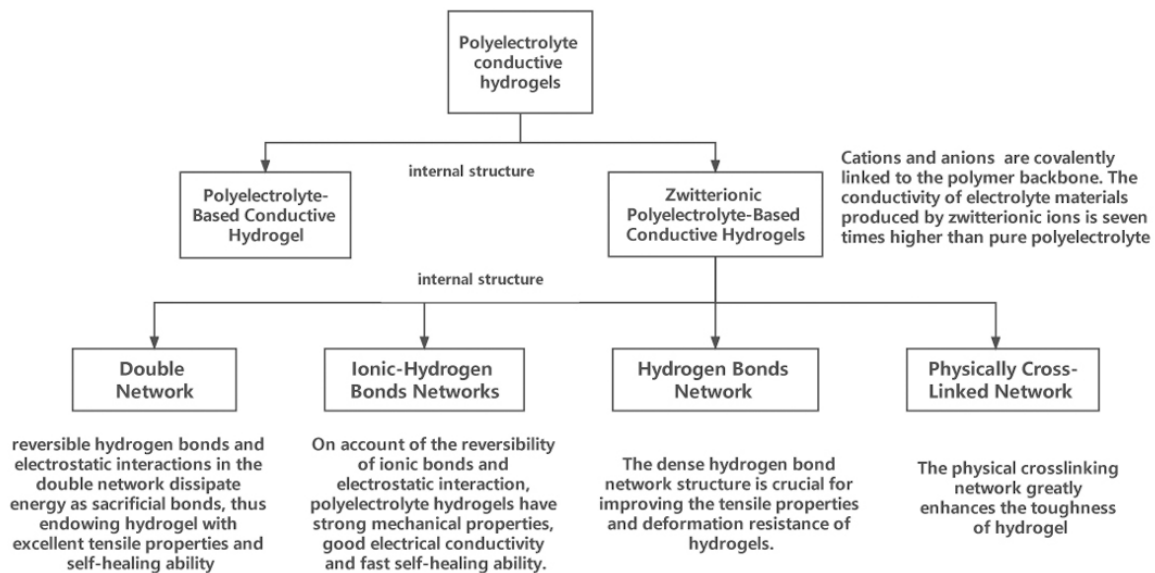 Polyelectrolyte
conductive
hydrogels
internal structure
Polyelectrolyte-
Based Conductive
Hydrogel
Zwitterionic
Polyelectrolyte-Based
Conductive Hydrogels
Cations and anions are covalently
linked to the polymer backbone. The
conductivity of electrolyte materials
produced by zwitterionic ions is seven
times higher than pure polyelectrolyte
internal structure
Double
Network
Ionic-Hydrogen
Bonds Networks
Hydrogen Bonds
Network
Physically Cross-
Linked Network
reversible hydrogen bonds and
electrostatic interactions in the
double network dissipate
energy as sacrificial bonds, thus
endowing hydrogel with
excellent tensile properties and
self-healing ability
On account of the reversibility
of ionic bonds and
electrostatic interaction,
polyelectrolyte hydrogels have
strong mechanical properties,
good electrical conductivity
and fast self-healing ability.
The dense hydrogen bond
network structure is crucial for
improving the tensile properties
and deformation resistance of
hydrogels.
The physical crosslinking
network greatly
enhances the toughness
of hydrogel